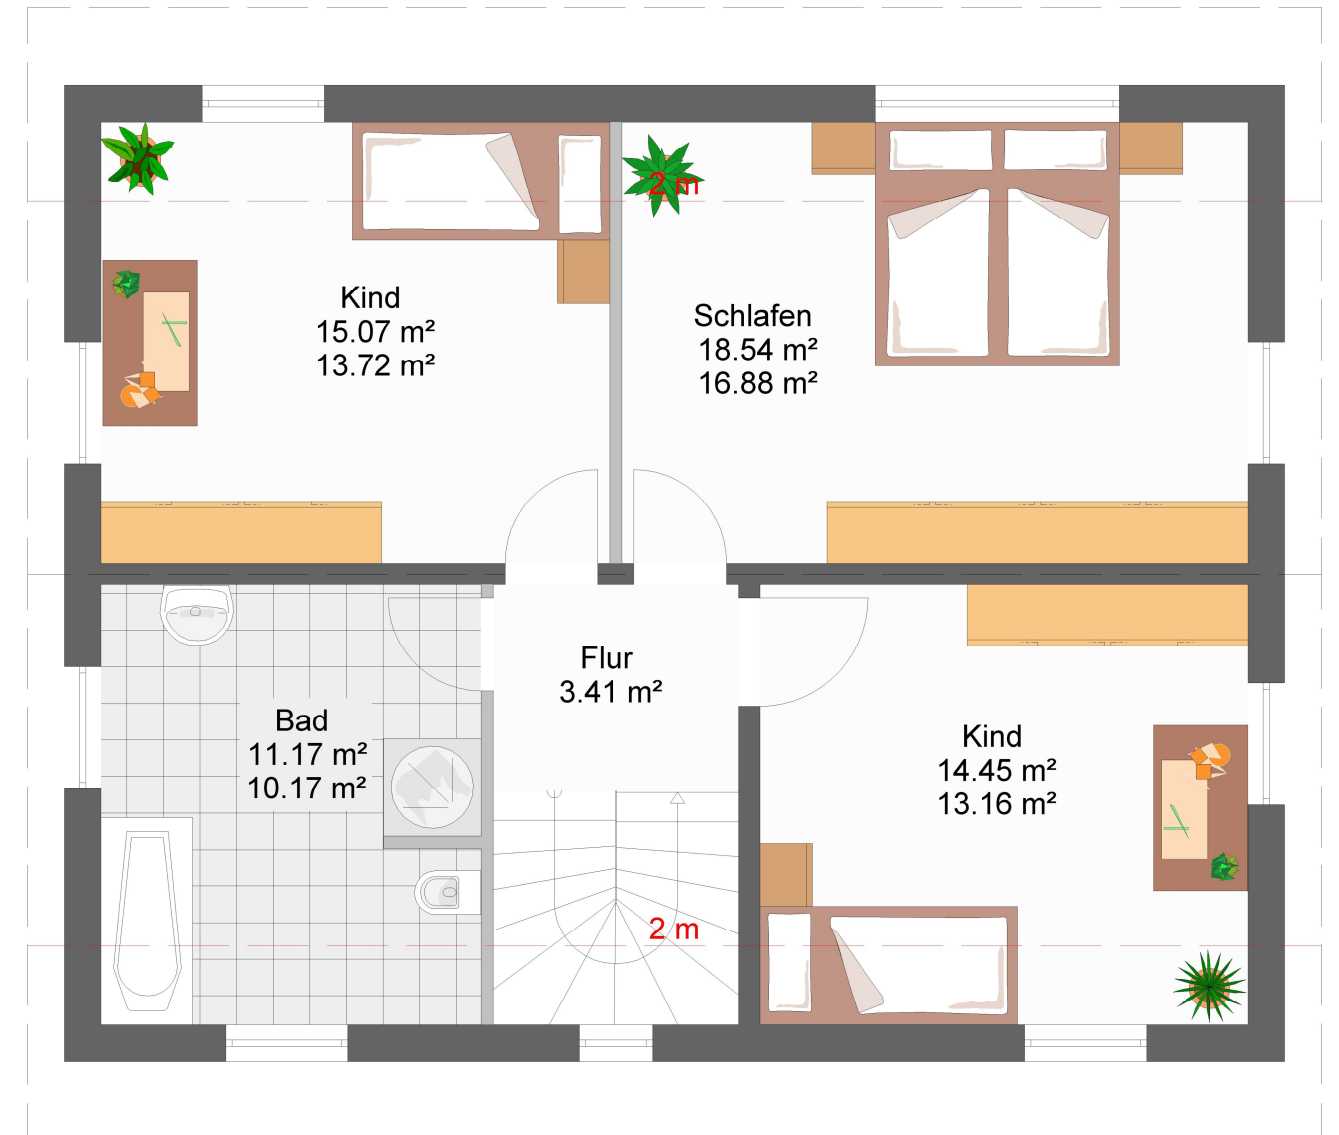 2 m
Kind
15.07 m²
13.72 m²
Schlafen
18.54 m²
16.88 m²
Flur
3.41 m²
Bad
11.17 m²
10.17 m²
Kind
14.45 m²
13.16 m²
2 m